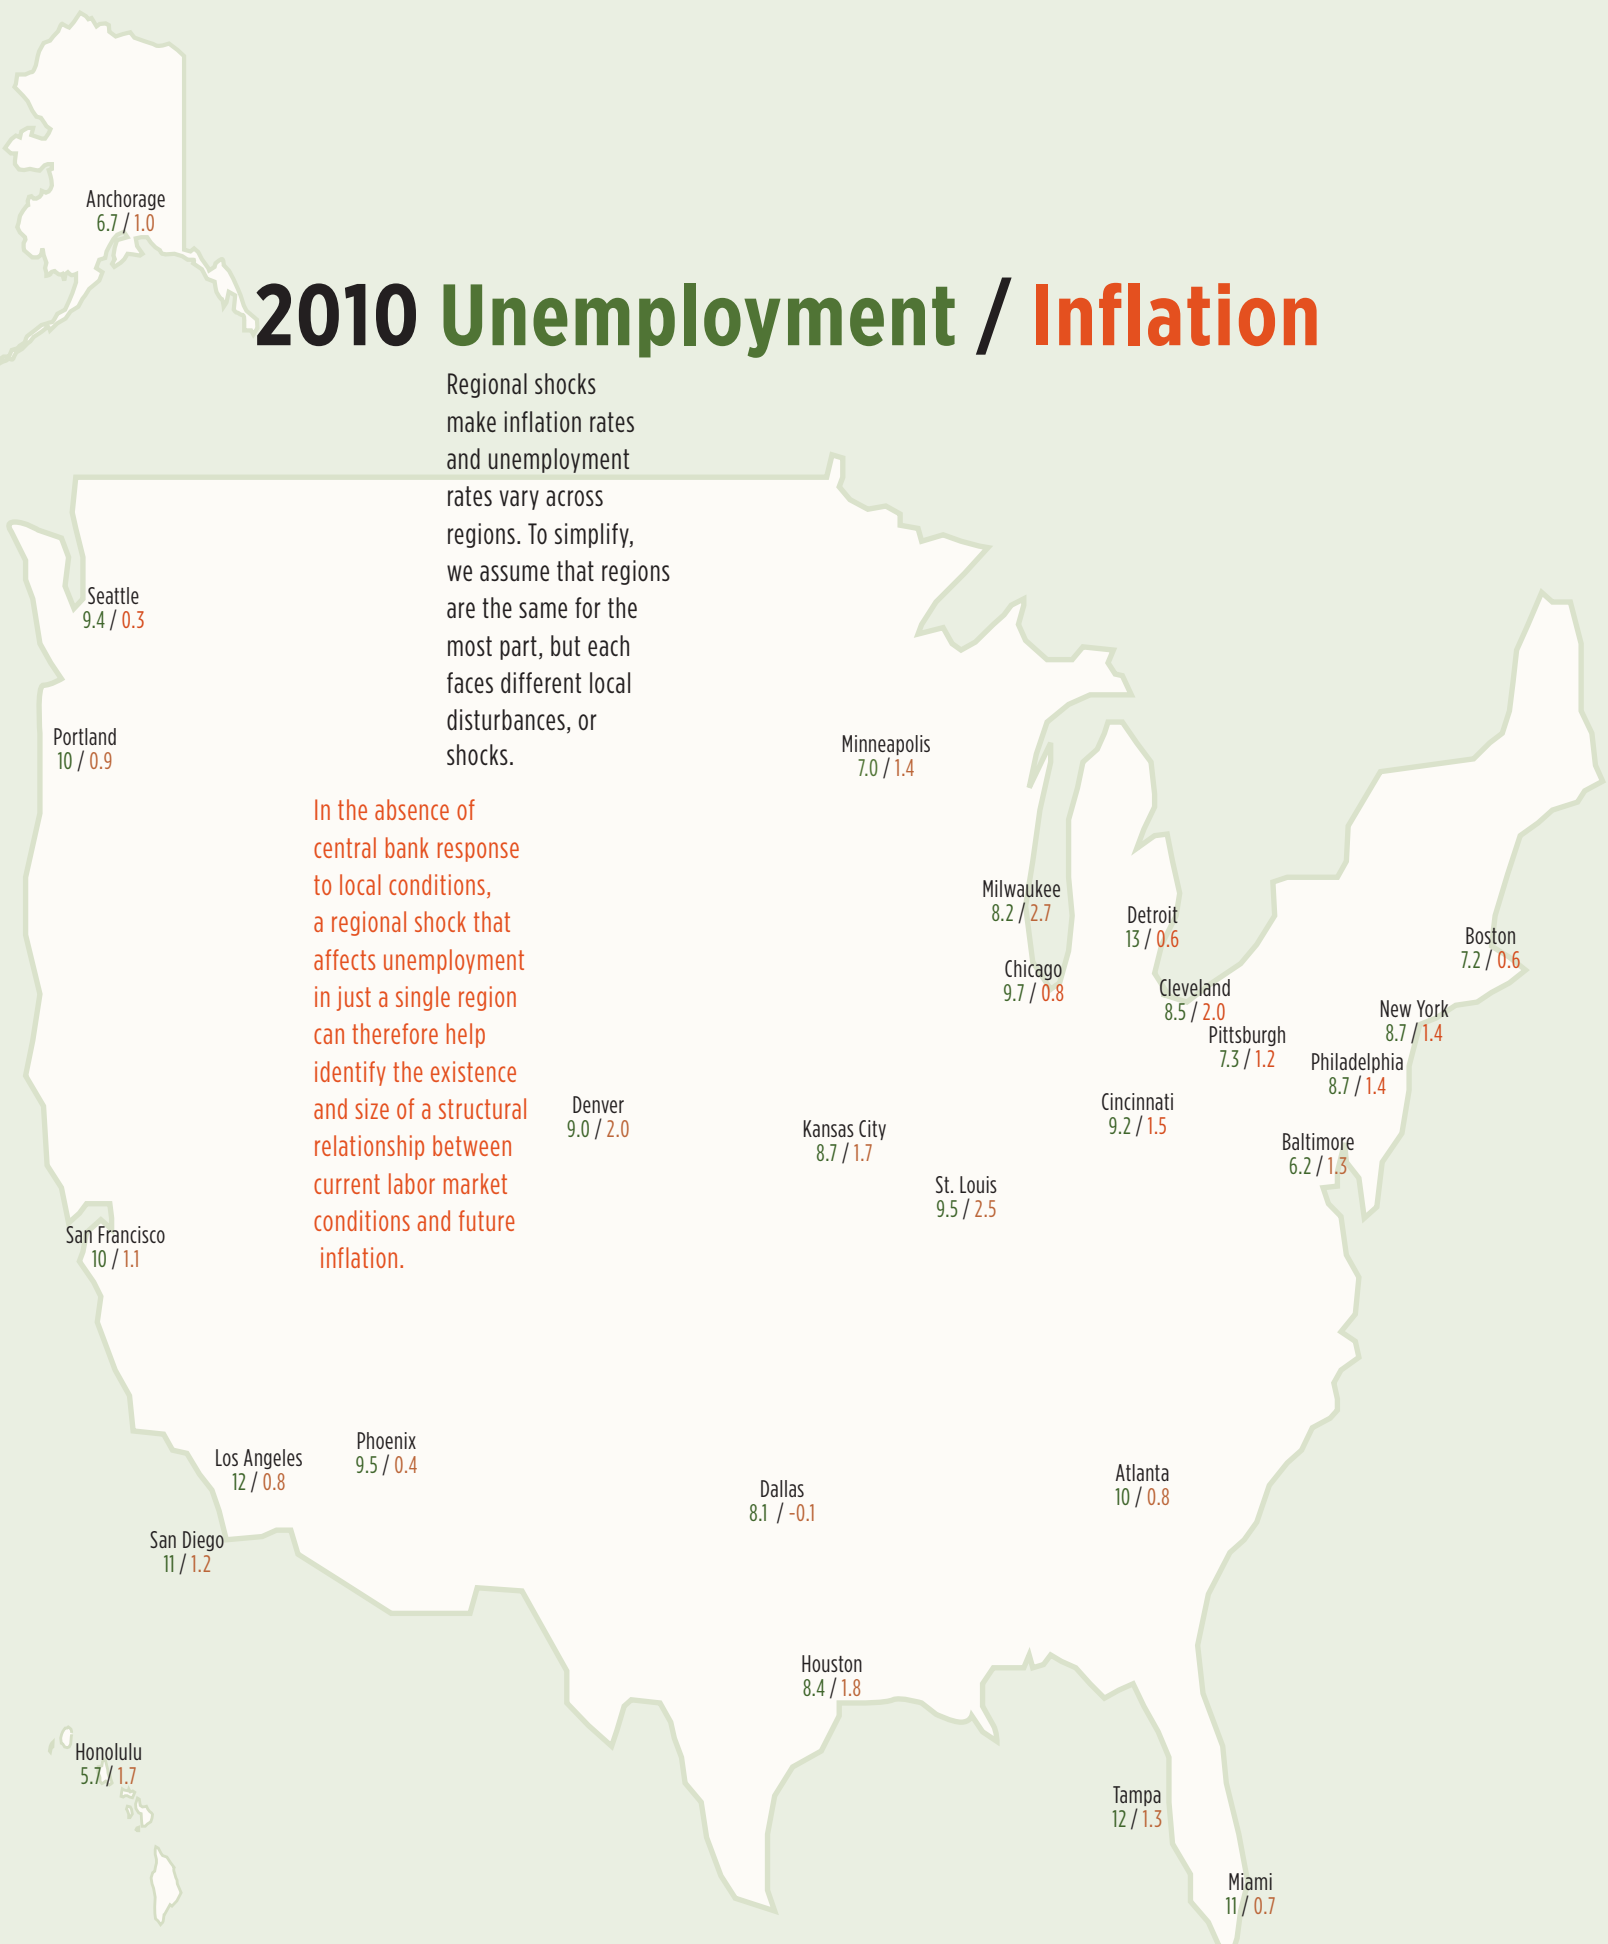 Anchorage
6.7 / 1.0
2010 Unemployment / Inflation
Regional shocks
make inflation rates
and unemployment
rates vary across
regions. To simplify,
we assume that regions
are the same for the
most part, but each
faces different local
disturbances, or
shocks.
In the absence of
central bank response
to local conditions,
a regional shock that
affects unemployment
in just a single region
can therefore help
identify the existence
and size of a structural
relationship between
current labor market
conditions and future
inflation.
Seattle
9.4 / 0.3
Portland
10 / 0.9
Minneapolis
7.0 / 1.4
Milwaukee
8.2 / 2.7
Detroit
13 / 0.6
Boston
7.2 / 0.6
Chicago
9.7 / 0.8
Cleveland
8.5 / 2.0
New York
8.7 / 1.4
Pittsburgh
7.3 / 1.2
Philadelphia
8.7 / 1.4
Denver
9.0 / 2.0
Kansas City
8.7 / 1.7
Cincinnati
9.2 / 1.5
Baltimore
6.2 / 1.3
St. Louis
9.5 / 2.5
San Francisco
10 / 1.1
Los Angeles
12 / 0.8
Phoenix
9.5 / 0.4
Dallas
8.1 / -0.1
Atlanta
10 / 0.8
San Diego
11 / 1.2
Houston
8.4 / 1.8
Honolulu
5.7 / 1.7
Tampa
12 / 1.3
Miami
11 / 0.7